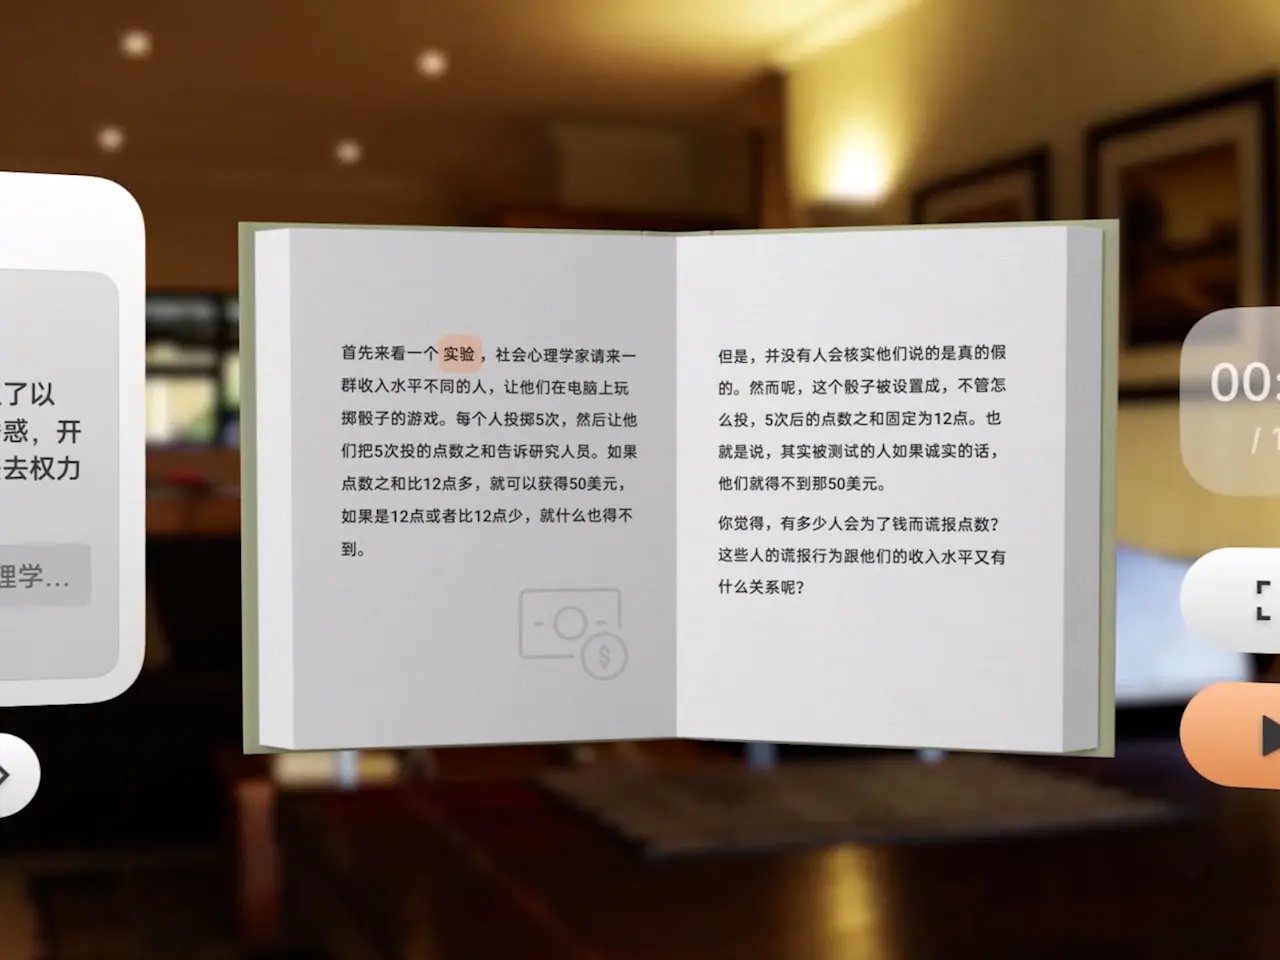 了以
惑，开
去权力
理学...
首先来看一个 实验 ，社会心理学家请来一
群收入水平不同的人，让他们在电脑上玩
掷骰子的游戏。每个人投掷5次，然后让他
们把5次投的点数之和告诉研究人员。如果
点数之和比12点多，就可以获得50美元，
如果是12点或者比12点少，就什么也得不
到。
$
但是，并没有人会核实他们说的是真的假
的。然而呢，这个骰子被设置成，不管怎
么投，5次后的点数之和固定为12点。也
就是说，其实被测试的人如果诚实的话，
他们就得不到那50美元。
你觉得，有多少人会为了钱而谎报点数？
这些人的谎报行为跟他们的收入水平又有
什么关系呢？
00:
/ 1